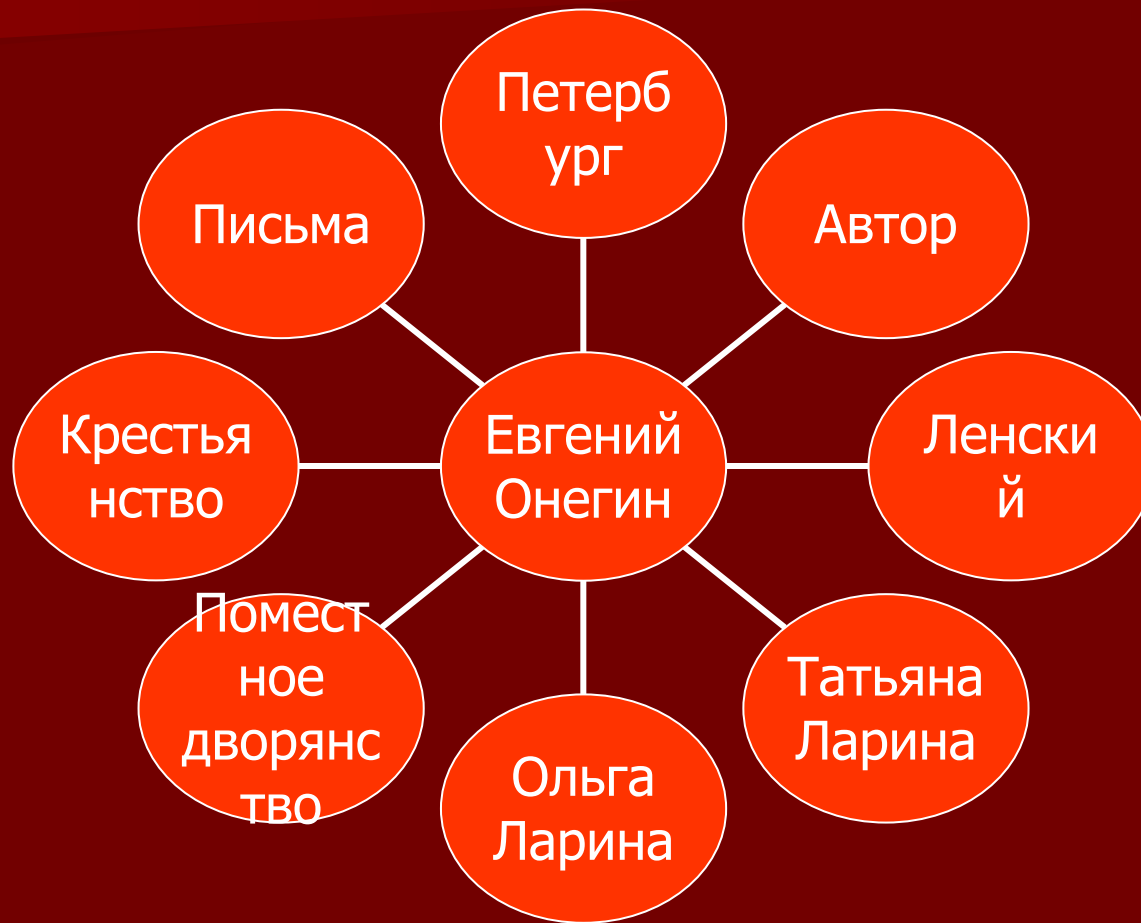 Петерб
ург
Автор
Ленски
й
Татьяна
Ларина
Ольга
Ларина
Помест
ное
дворянс
тво
Крестья
нство
Письма
Евгений
Онегин